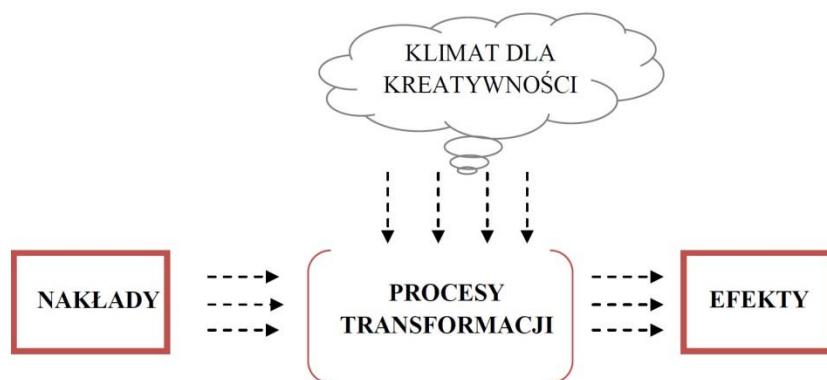 KLIMAT DLA
KREATYWNOŚCI
NAKŁADY
PROCESY
TRANSFORMACJI
EFEKTY